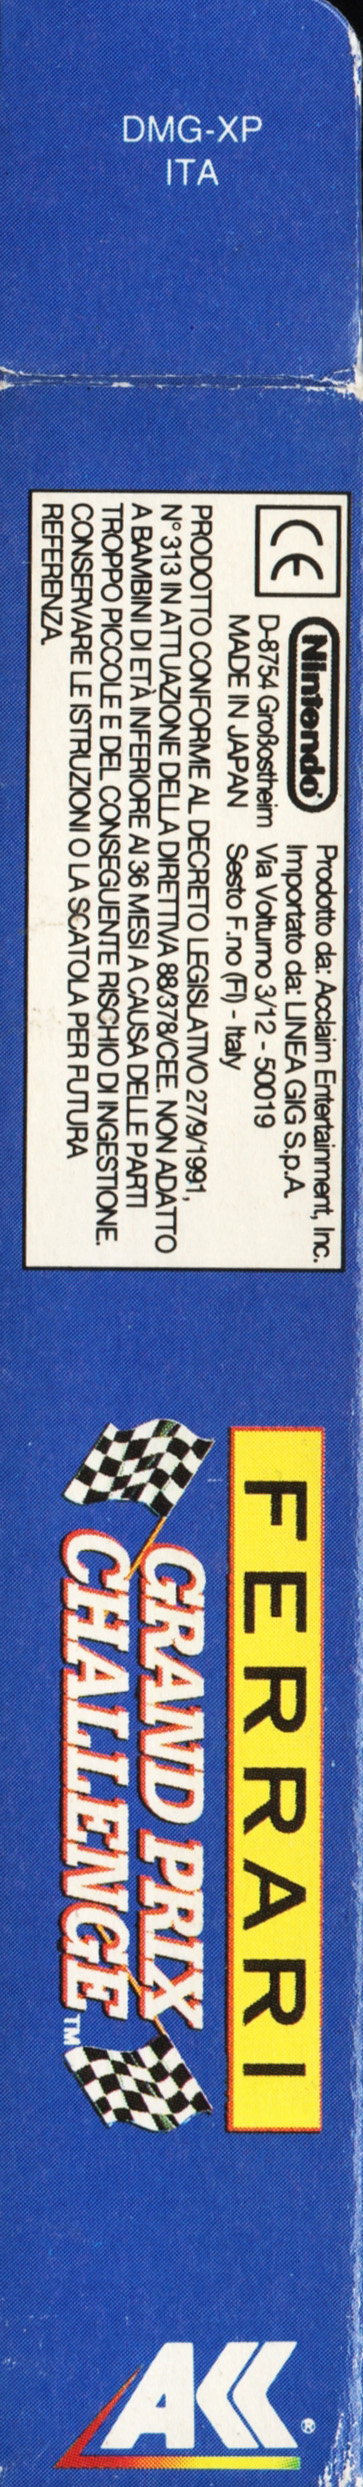 DMG-XP
ITA
CE
Nintendo®
D-8754 Großostheim
MADE IN JAPAN
Prodotto da: Acclaim Entertainment, Inc.
Importato da: LINEA GIG S.p.A.
Via Volturno 3/12 - 50019
Sesto F.no (FI) - Italy
PRODOTTO CONFORME AL DECRETO LEGISLATIVO 27/9/1991,
N° 313 IN ATTUAZIONE DELLA DIRETTIVA 88/378/CEE. NON ADATTO
A BAMBINI DI ETÀ INFERIORE AI 36 MESI A CAUSA DELLE PARTI
TROPPO PICCOLE E DEL CONSEGUENTE RISCHIO DI INGESTIONE.
CONSERVARE LE ISTRUZIONI O LA SCATOLA PER FUTURA
REFERENZA.
FERRARI
GRAND PRIX
CHALLENGE™
®